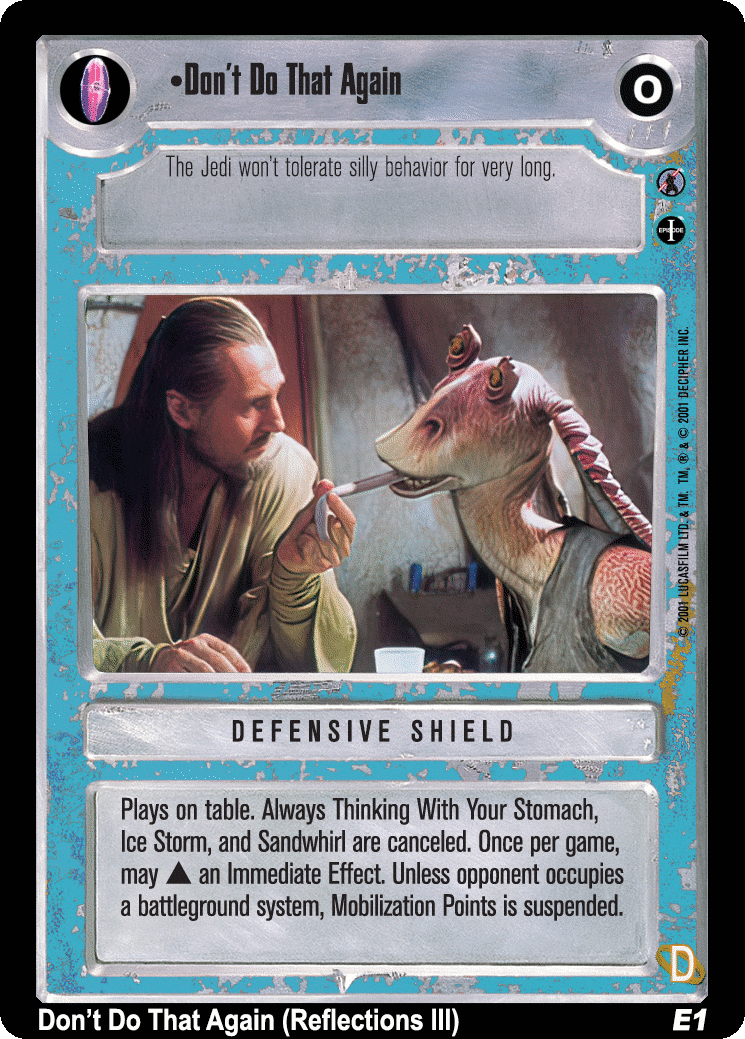 •Don't Do That Again
O
The Jedi won't tolerate silly behavior for very long.
EPISODE
I
© 2001 LUCASFILM LTD. & TM. TM, ® & © 2001 DECIPHER INC.
DEFENSIVE SHIELD
Plays on table. Always Thinking With Your Stomach,
Ice Storm, and Sandwhirl are canceled. Once per game,
may ▲ an Immediate Effect. Unless opponent occupies
a battleground system, Mobilization Points is suspended.
D
Don't Do That Again (Reflections III)
E1